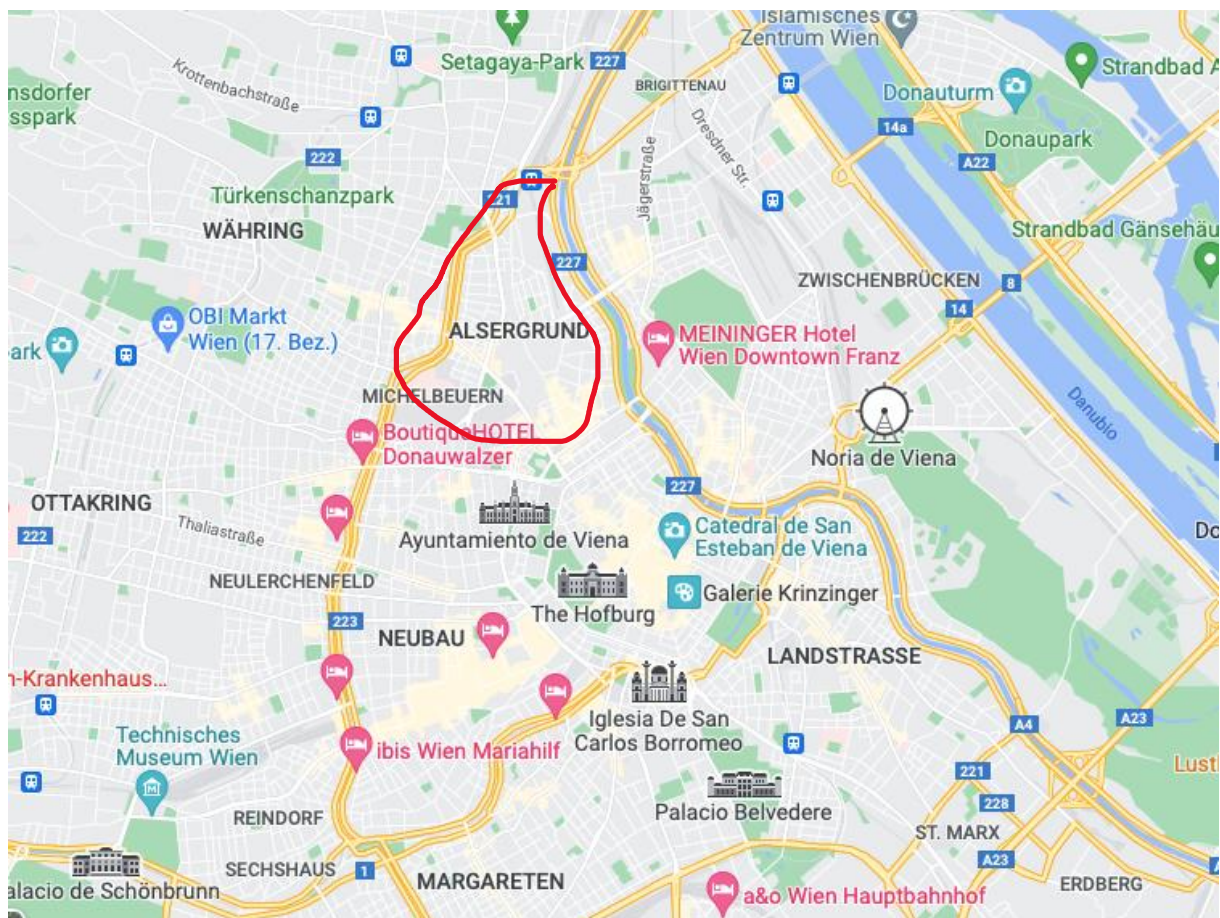 Islamisches
Zentrum Wien
Setagaya-Park
227
Strandbad A
Krottenbachstraße
BRIGITTENAU
Donauturm
nsdorfer
sspark
Dresdner Str.
14a
Donaupark
222
A22
Türkenschanzpark
221
Jägerstraße
WÄHRING
Strandbad Gänsehäu
227
ZWISCHENBRÜCKEN
8
OBI Markt
Wien (17. Bez.)
14
ALSERGRUND
MEININGER Hotel
Wien Downtown Franz
ark
MICHELBEUERN
Danubio
BoutiqueHOTEL
Donauwalzer
Noria de Viena
227
OTTAKRING
Thaliastraße
222
Ayuntamiento de Viena
Catedral de San
Esteban de Viena
Do
NEULERCHENFELD
The Hofburg
Galerie Krinzinger
223
NEUBAU
LANDSTRASSE
n-Krankenhaus...
Iglesia De San
Carlos Borromeo
A4
A23
Technisches
Museum Wien
ibis Wien Mariahilf
221
Lustl
228
Palacio Belvedere
REINDORF
ST. MARX
A23
SECHSHAUS
1
alacio de Schönbrunn
MARGARETEN
a&o Wien Hauptbahnhof
ERDBERG